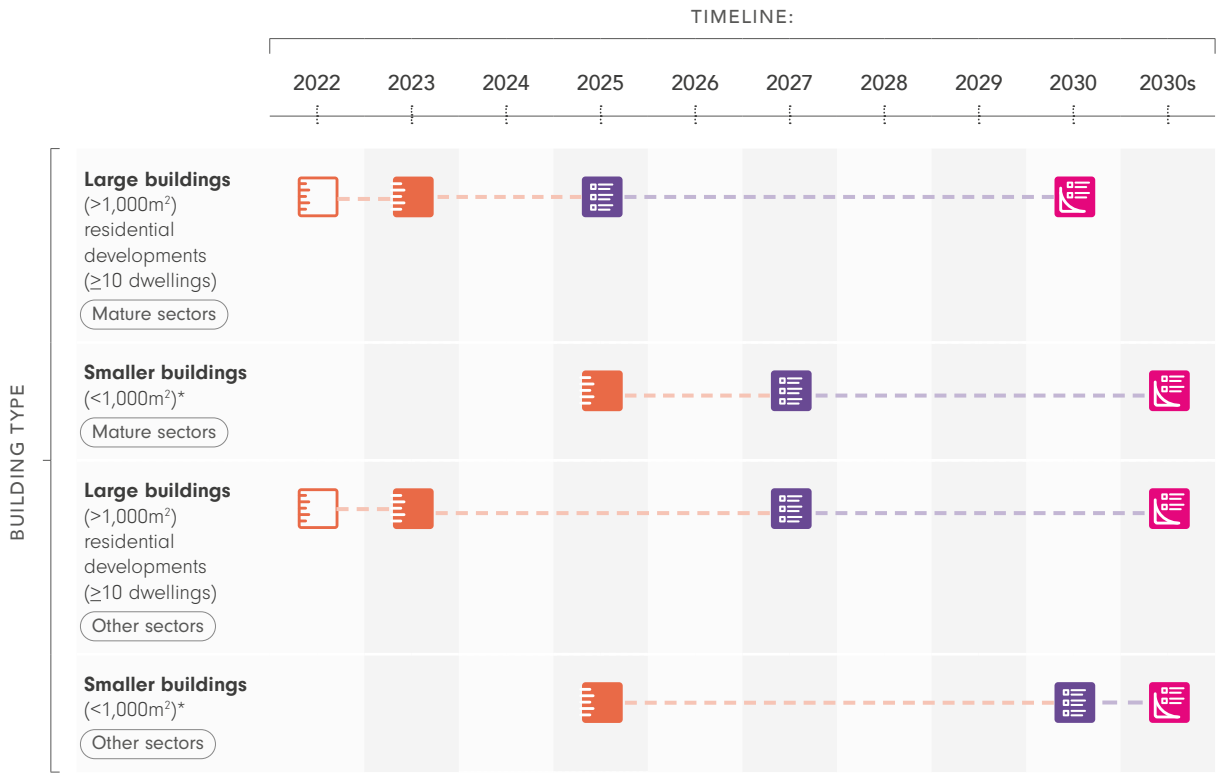 TIMELINE:
2022 2023 2024 2025 2026 2027 2028 2029 2030 2030s
BUILDING TYPE
Large buildings
(>1,000m²)
residential
developments
(≥10 dwellings)
Mature sectors
Smaller buildings
(<1,000m²)*
Mature sectors
Large buildings
(>1,000m²)
residential
developments
(≥10 dwellings)
Other sectors
Smaller buildings
(<1,000m²)*
Other sectors